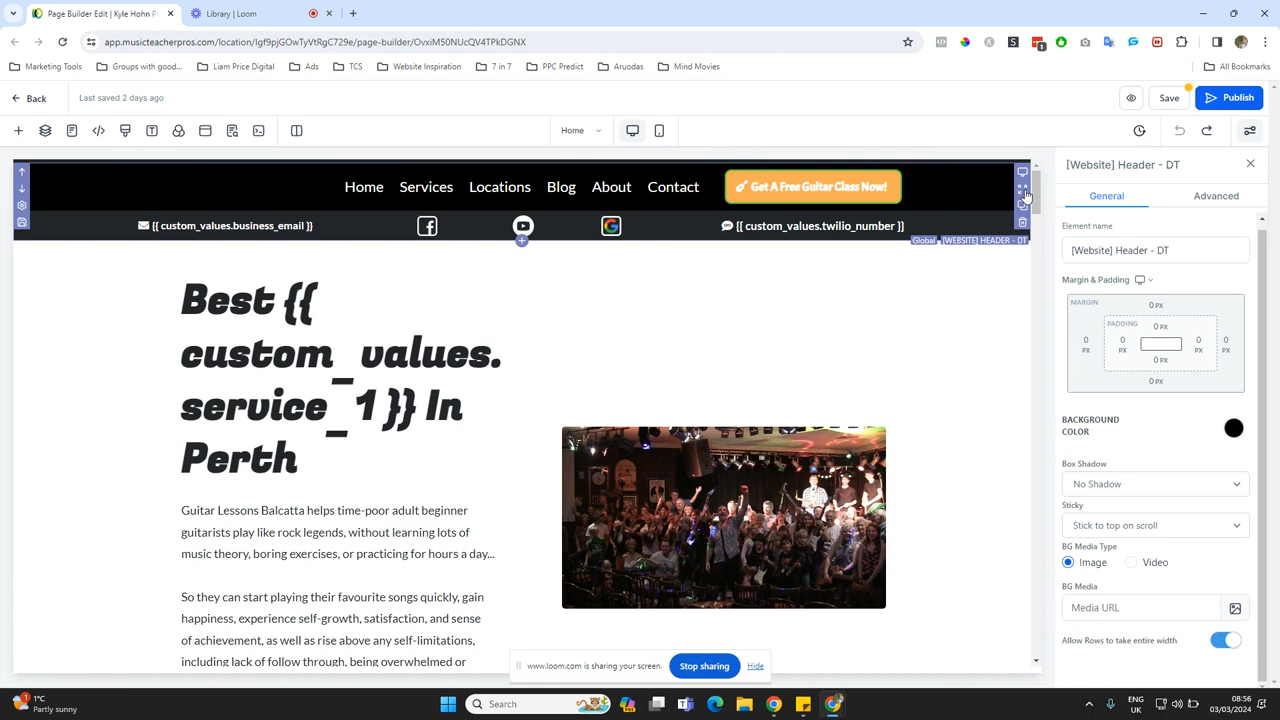 Page Builder Edit | Kyle Hohn P
Library | Loom
app.musicteacherpros.com/location/Igf9pjGOwTyVtRgC729e/page-builder/OvxiM50NUcQV4TPkDGNX
Marketing Tools
Groups with good...
Liam Price Digital
Ads
TCS
Website Inspiration
7 in 7
PPC Predict
Aruodas
Mind Movies
All Bookmarks
Back
Last saved 2 days ago
Save
Publish
Home
[Website] Header - DT
Home Services Locations Blog About Contact
Get A Free Guitar Class Now!
{{ custom_values.business_email }}
{{ custom_values.twilio_number }}
Global
[WEBSITE] HEADER - DT
Best {{
custom_values.
service_1 }} In
Perth
Guitar Lessons Balcatta helps time-poor adult beginner
guitarists play like rock legends, without learning lots of
music theory, boring exercises, or practicing for hours a day...
So they can start playing their favourite songs quickly, gain
happiness, experience self-growth, satisfaction, and sense
of achievement, as well as rise above any self-limitations,
including lack of follow through, being overwhelmed or
General
Advanced
Element name
[Website] Header - DT
Margin & Padding
MARGIN
0 PX
PADDING
0 PX
0
PX
0
PX
0
PX
0
PX
0 PX
0 PX
BACKGROUND
COLOR
Box Shadow
No Shadow
Sticky
Stick to top on scroll
BG Media Type
Image
Video
BG Media
Media URL
Allow Rows to take entire width
www.loom.com is sharing your screen.
Stop sharing
Hide
1°C
Partly sunny
Search
ENG
UK
08:56
03/03/2024